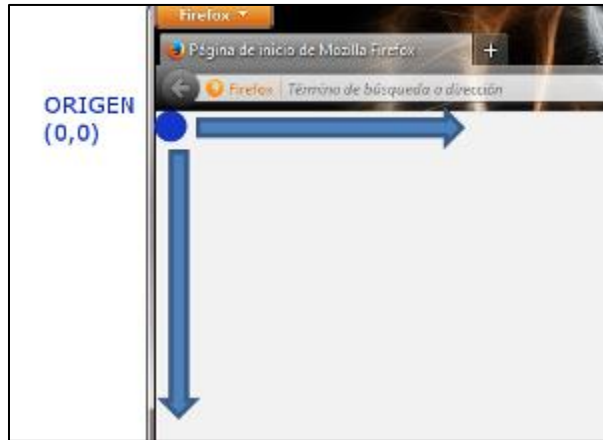 Firefox
Página de inicio de Mozilla Firefox
+
Firefox
Término de búsqueda o dirección
ORIGEN
(0,0)